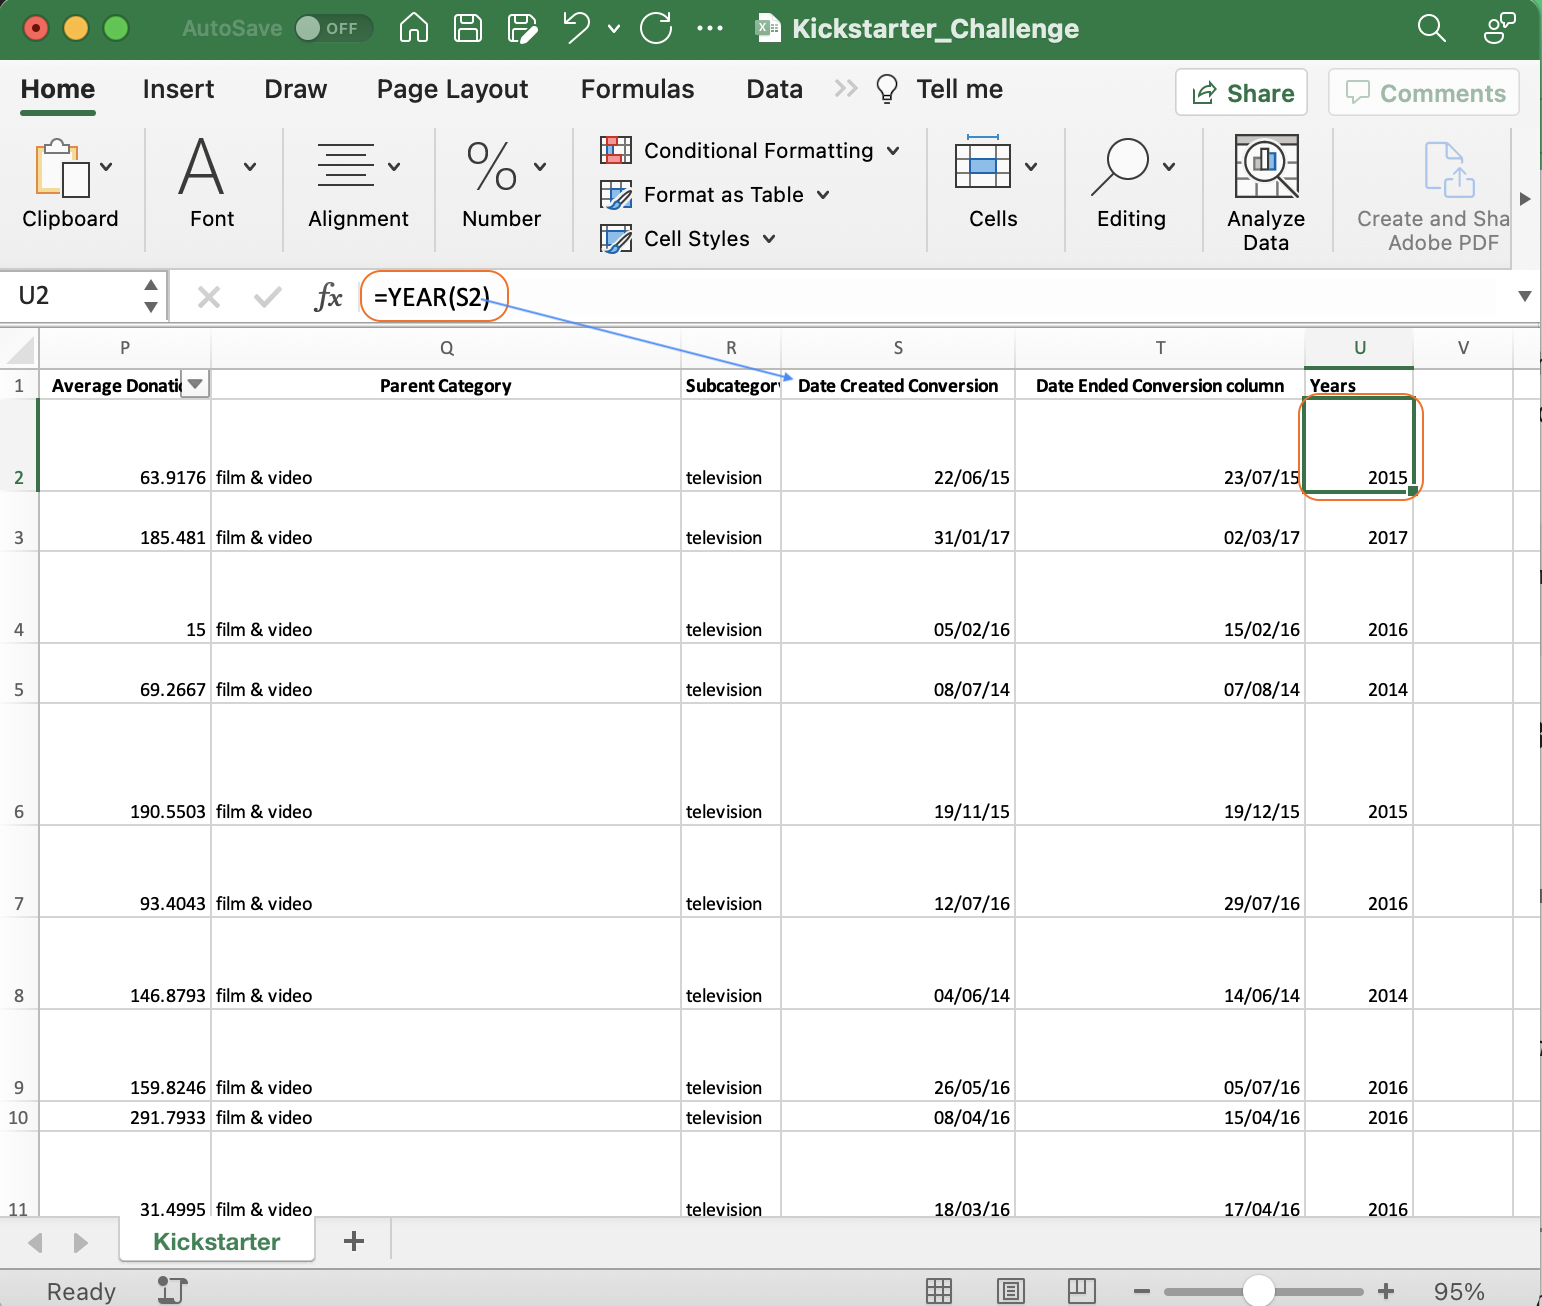 AutoSave OFF Kickstarter_Challenge
Home Insert Draw Page Layout Formulas Data Tell me Share Comments
Clipboard Font Alignment Number
Conditional Formatting
Format as Table
Cell Styles
Cells Editing Analyze Data
Create and Sha
Adobe PDF
U2 fx =YEAR(S2)
P Q R S T U V
1 Average Donatio Parent Category Subcategory Date Created Conversion Date Ended Conversion column Years
2 63.9176 film & video television 22/06/15 23/07/15 2015
3 185.481 film & video television 31/01/17 02/03/17 2017
4 15 film & video television 05/02/16 15/02/16 2016
5 69.2667 film & video television 08/07/14 07/08/14 2014
6 190.5503 film & video television 19/11/15 19/12/15 2015
7 93.4043 film & video television 12/07/16 29/07/16 2016
8 146.8793 film & video television 04/06/14 14/06/14 2014
9 159.8246 film & video television 26/05/16 05/07/16 2016
10 291.7933 film & video television 08/04/16 15/04/16 2016
11 31.4995 film & video television 18/03/16 17/04/16 2016
Kickstarter
Ready 95%